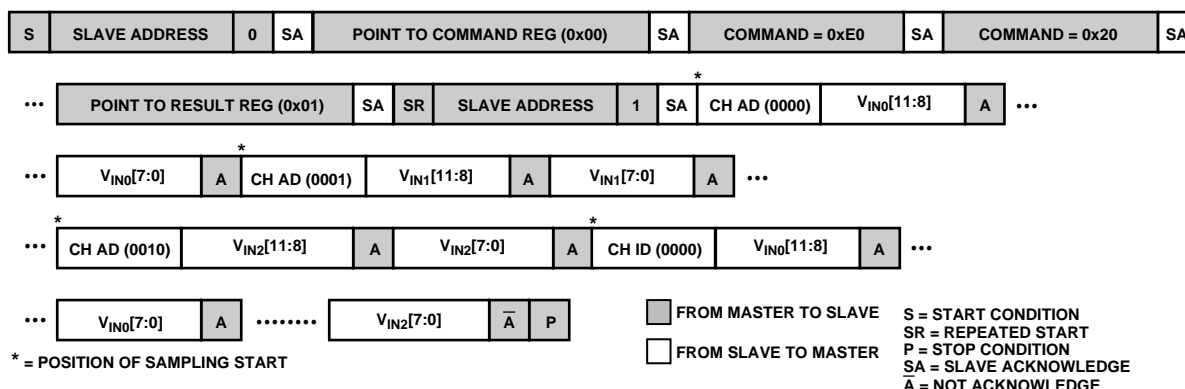 S SLAVE ADDRESS 0 SA POINT TO COMMAND REG (0x00) SA COMMAND = 0xE0 SA COMMAND = 0x20 SA
*
••• POINT TO RESULT REG (0x01) SA SR SLAVE ADDRESS 1 SA CH AD (0000) VIN0[11:8] A •••
*
••• VIN0[7:0] A CH AD (0001) VIN1[11:8] A VIN1[7:0] A •••
* *
••• CH AD (0010) VIN2[11:8] A VIN2[7:0] A CH ID (0000) VIN0[11:8] A •••
••• VIN0[7:0] A •••••••• VIN2[7:0] A̅ P
* = POSITION OF SAMPLING START
FROM MASTER TO SLAVE
FROM SLAVE TO MASTER
S = START CONDITION
SR = REPEATED START
P = STOP CONDITION
SA = SLAVE ACKNOWLEDGE
A̅ = NOT ACKNOWLEDGE